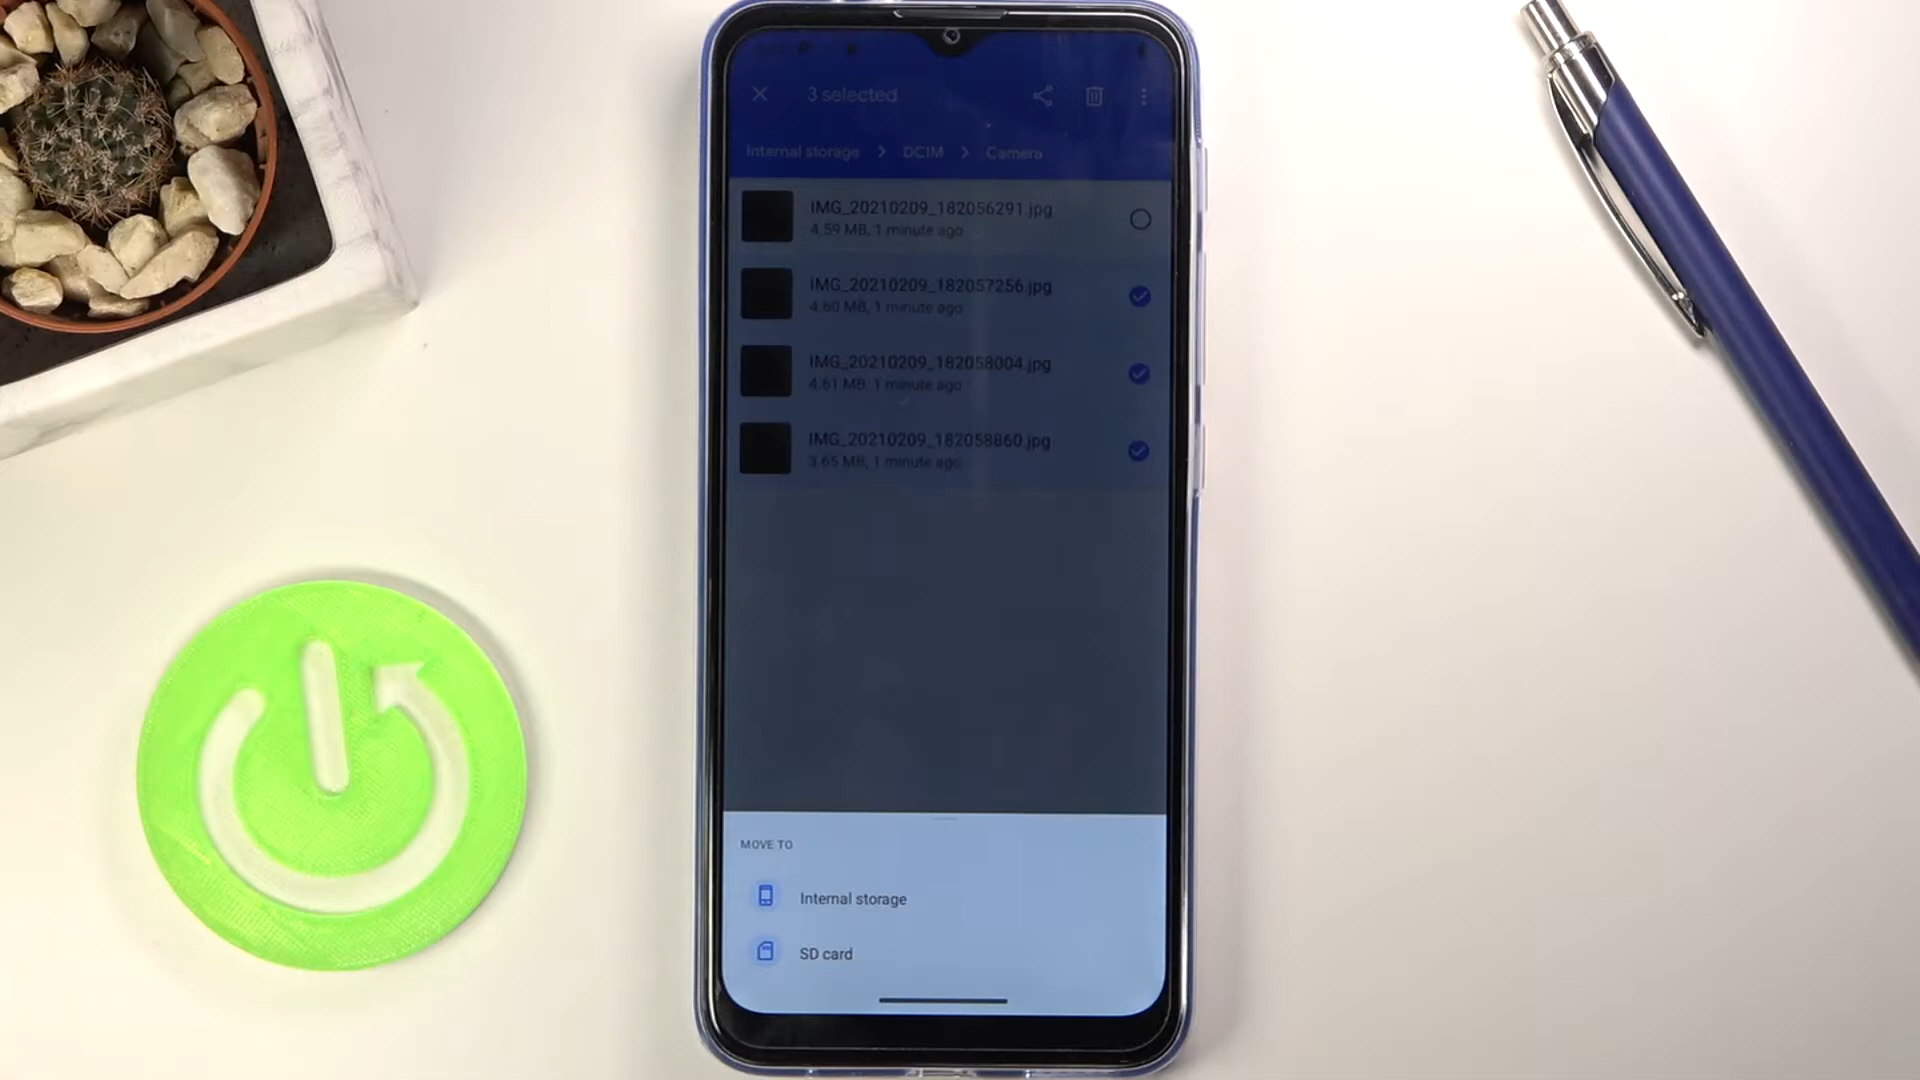 3 selected
Internal storage > DCIM > Camera
IMG_20210209_182056291.jpg
4.59 MB, 1 minute ago
IMG_20210209_182057256.jpg
4.60 MB, 1 minute ago
IMG_20210209_182058004.jpg
4.61 MB, 1 minute ago
IMG_20210209_182058860.jpg
3.65 MB, 1 minute ago
MOVE TO
Internal storage
SD card